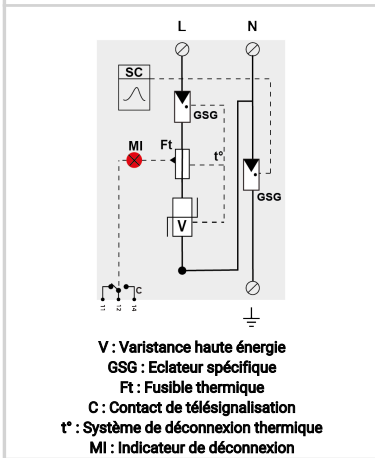 L N
SC
GSG
MI Ft
t°
GSG
V
C
11 12 14
V : Varistance haute énergie
GSG : Eclateur spécifique
Ft : Fusible thermique
C : Contact de télésignalisation
t° : Système de déconnexion thermique
MI : Indicateur de déconnexion